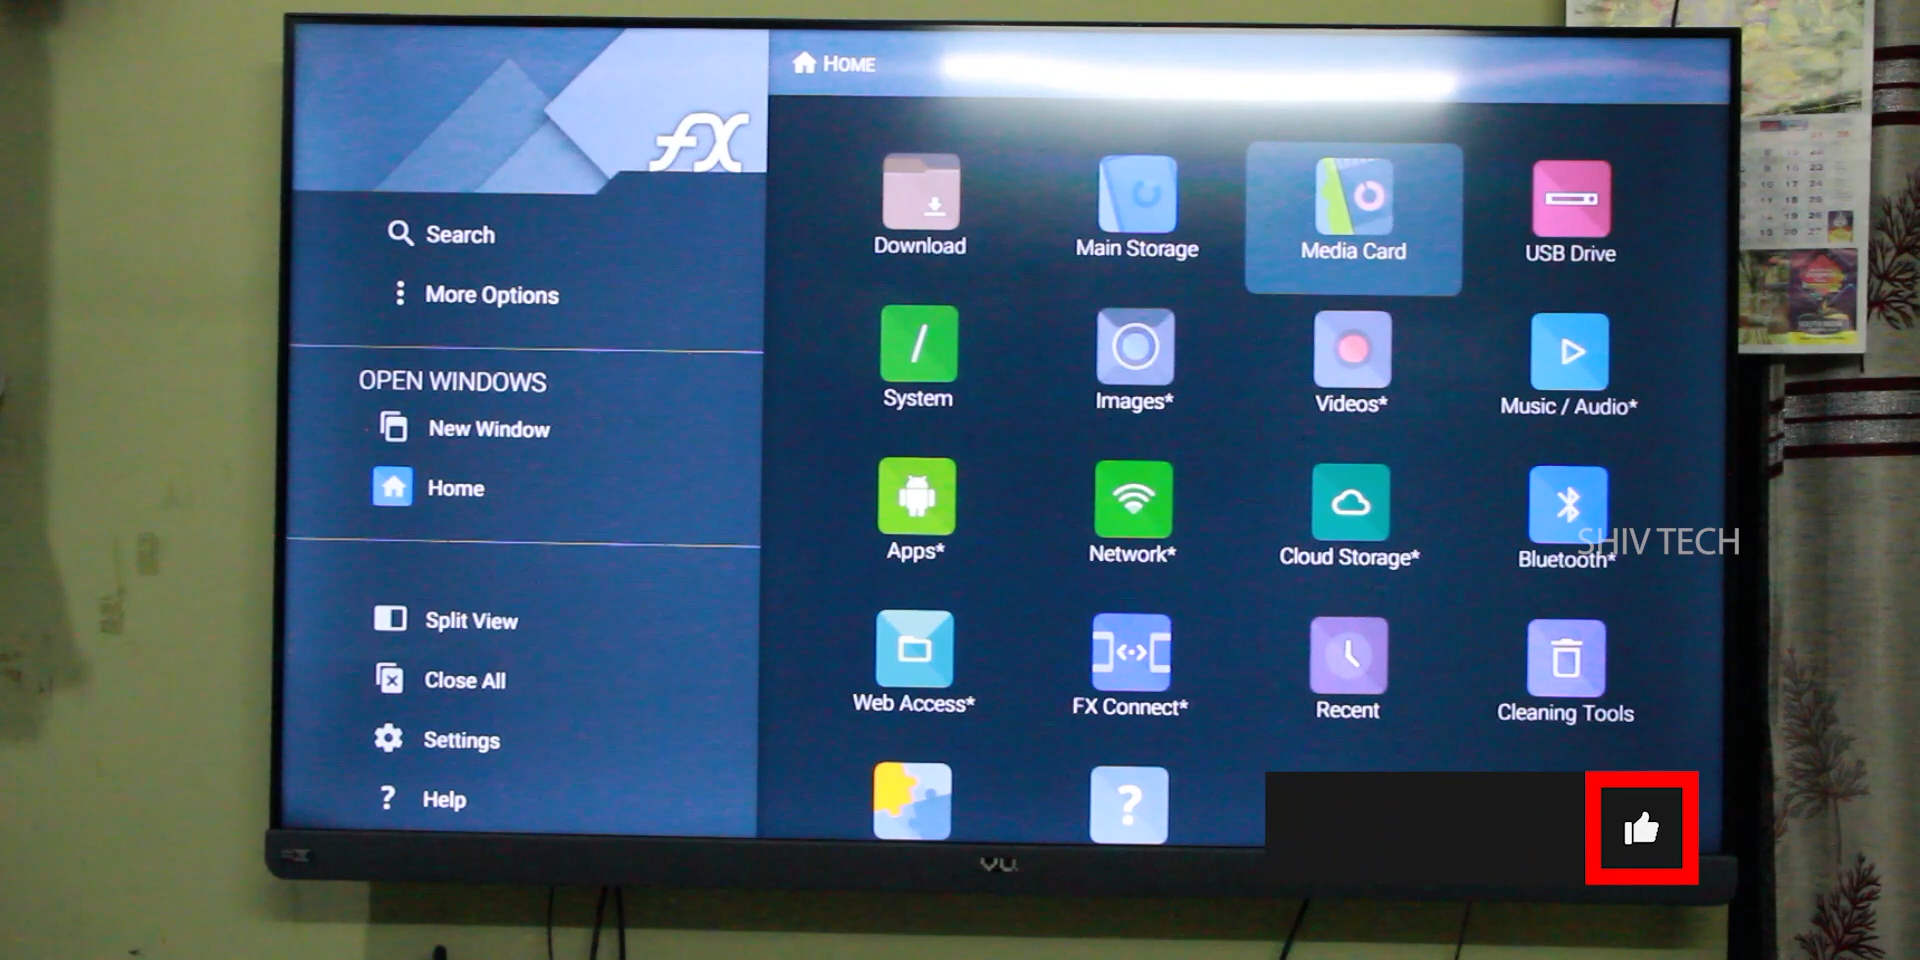 FX
HOME
Search
More Options
OPEN WINDOWS
New Window
Home
Split View
Close All
Settings
? Help
Download
Main Storage
Media Card
USB Drive
System
Images*
Videos*
Music / Audio*
Apps*
Network*
Cloud Storage*
Bluetooth*
SHIV TECH
Web Access*
FX Connect*
Recent
Cleaning Tools
?
VU